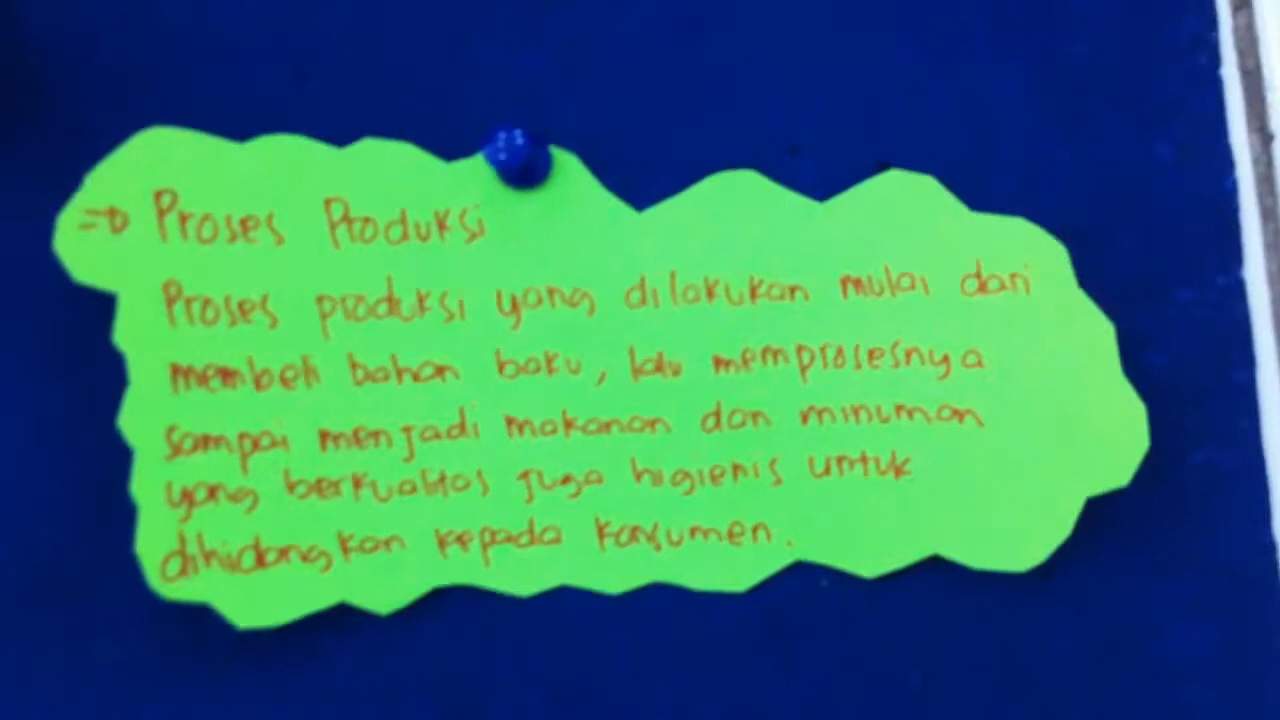 => Proses Produksi
Proses produksi yang dilakukan mulai dari
membeli bahan baku, lalu memprosesnya
sampai menjadi makanan dan minuman
yang berkualitas juga higienis untuk
dihidangkan kepada konsumen.